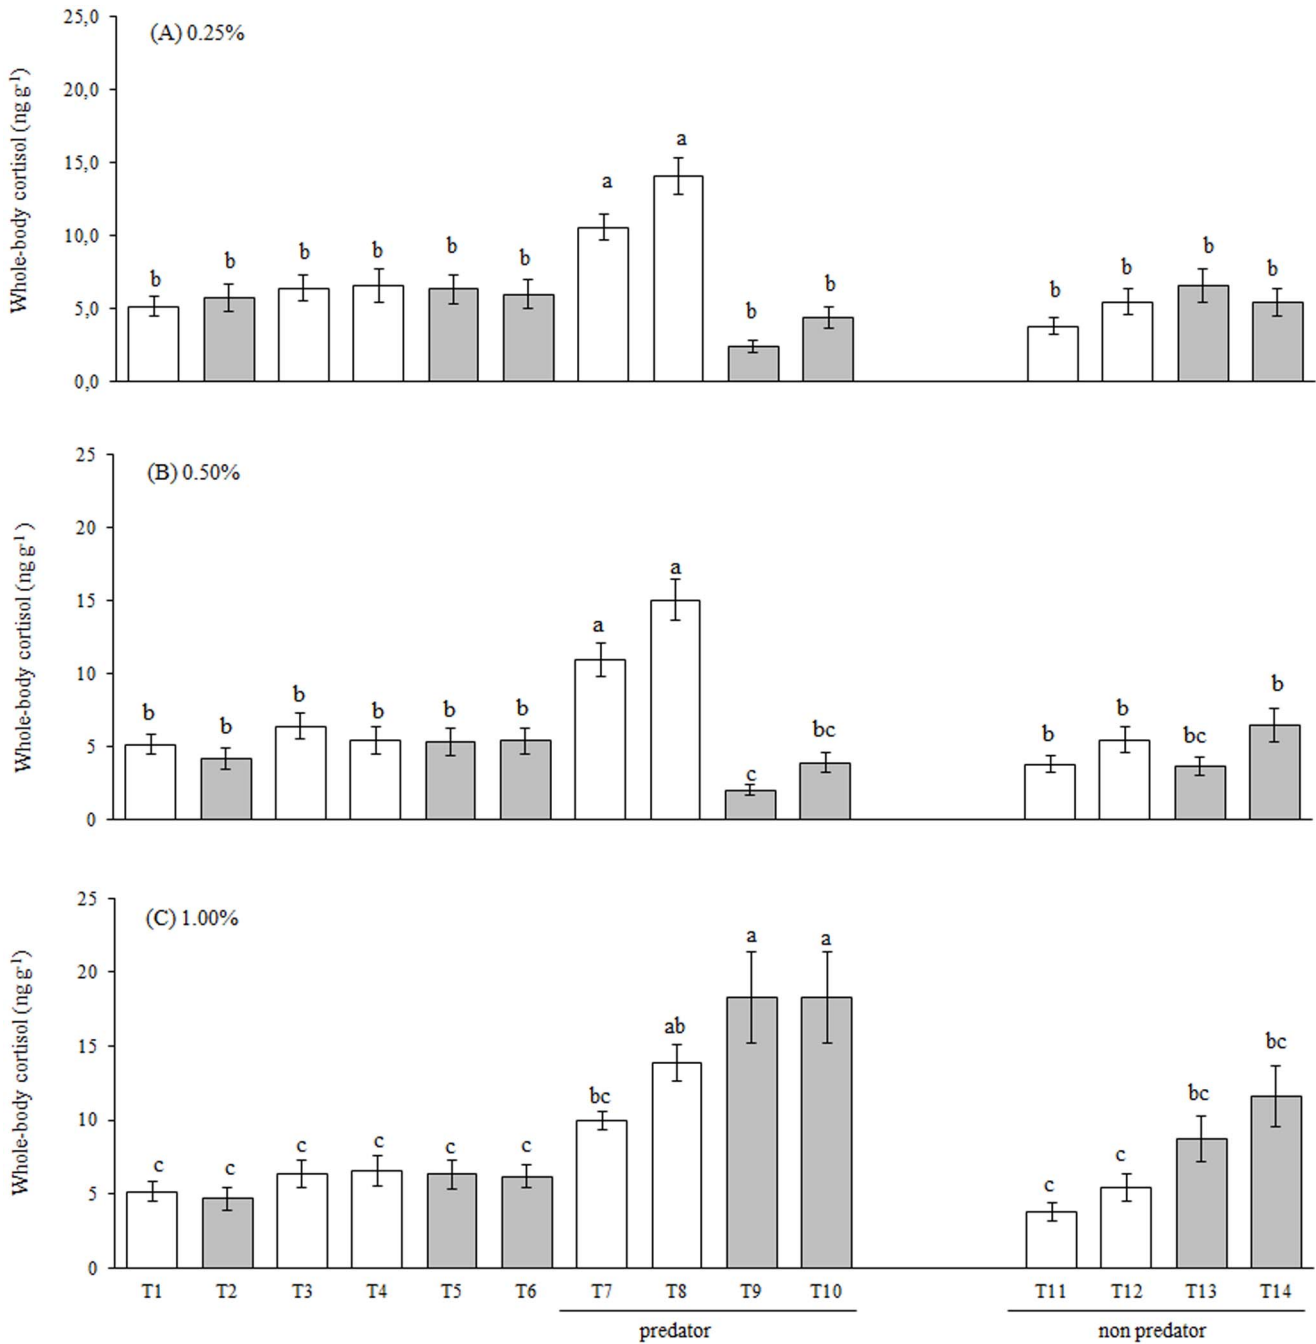 (A) 0.25%
Whole-body cortisol (ng g-1)
25,0
20,0
15,0
10,0
5,0
0,0
b b b b b b a a b b b b b b
(B) 0.50%
Whole-body cortisol (ng g-1)
25
20
15
10
5
0
b b b b b b a a c bc b b bc b
(C) 1.00%
Whole-body cortisol (ng g-1)
25
20
15
10
5
0
c c c c c c bc ab a a c c bc bc
T1 T2 T3 T4 T5 T6 T7 T8 T9 T10 T11 T12 T13 T14
predator non predator